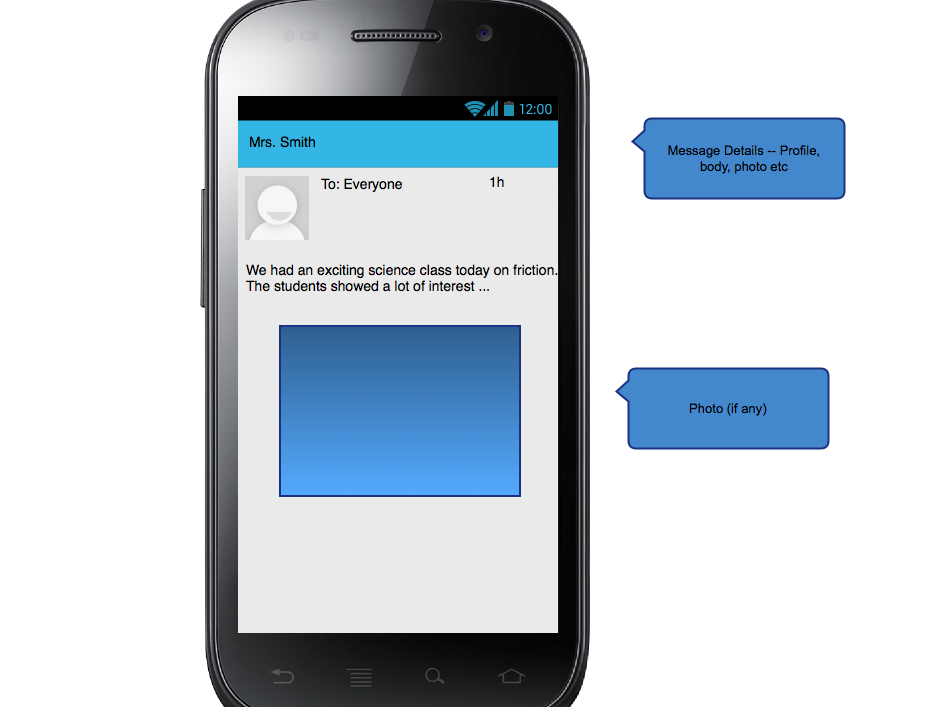 12:00
Mrs. Smith
To: Everyone
1h
We had an exciting science class today on friction.
The students showed a lot of interest ...
Message Details -- Profile,
body, photo etc
Photo (if any)